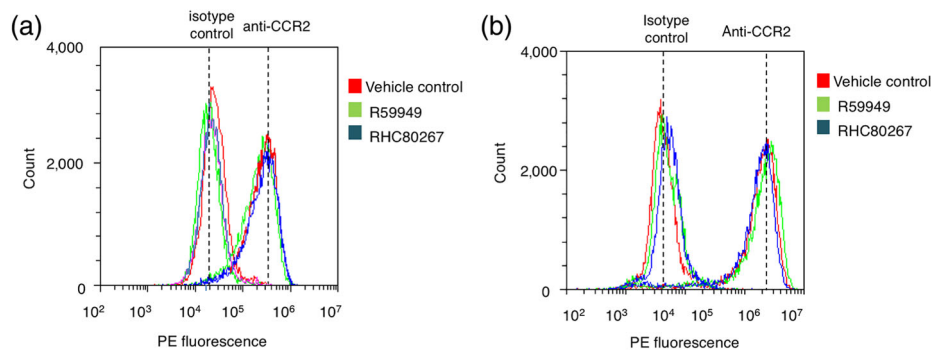 (a)
isotype
control
anti-CCR2
4,000
2,000
0
Count
10²
10³
10⁴
10⁵
10⁶
10⁷
PE fluorescence
Vehicle control
R59949
RHC80267
(b)
Isotype
control
Anti-CCR2
4,000
2,000
0
Count
10²
10³
10⁴
10⁵
10⁶
10⁷
PE fluorescence
Vehicle control
R59949
RHC80267